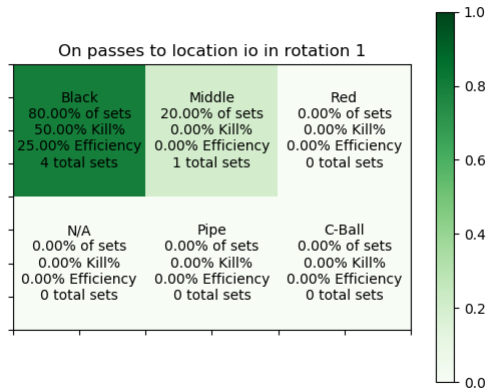 On passes to location io in rotation 1
Black
80.00% of sets
50.00% Kill%
25.00% Efficiency
4 total sets
Middle
20.00% of sets
0.00% Kill%
0.00% Efficiency
1 total sets
Red
0.00% of sets
0.00% Kill%
0.00% Efficiency
0 total sets
N/A
0.00% of sets
0.00% Kill%
0.00% Efficiency
0 total sets
Pipe
0.00% of sets
0.00% Kill%
0.00% Efficiency
0 total sets
C-Ball
0.00% of sets
0.00% Kill%
0.00% Efficiency
0 total sets
1.0
0.8
0.6
0.4
0.2
0.0